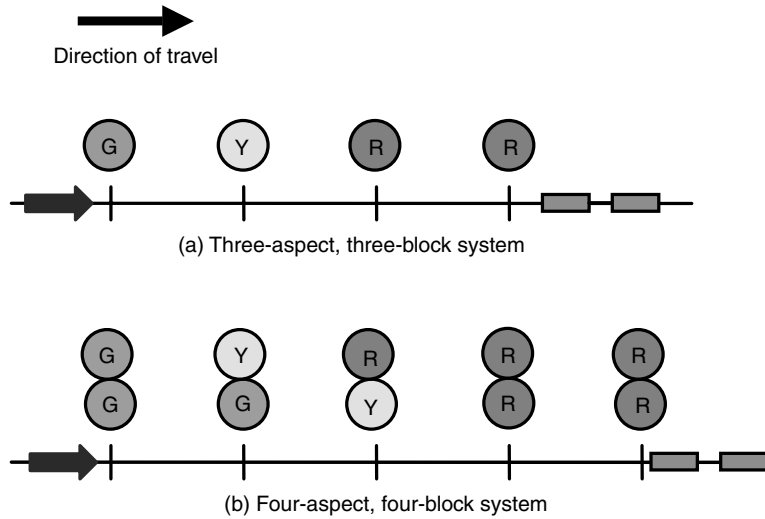 Direction of travel
G Y R R
(a) Three-aspect, three-block system
G Y R R R
G G Y R R
(b) Four-aspect, four-block system